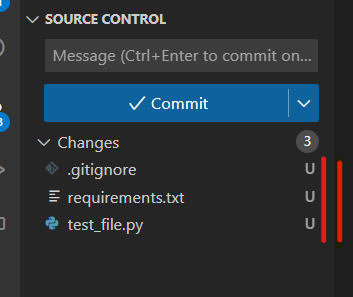 SOURCE CONTROL
Message (Ctrl+Enter to commit on...
Commit
Changes 3
.gitignore U
requirements.txt U
test_file.py U